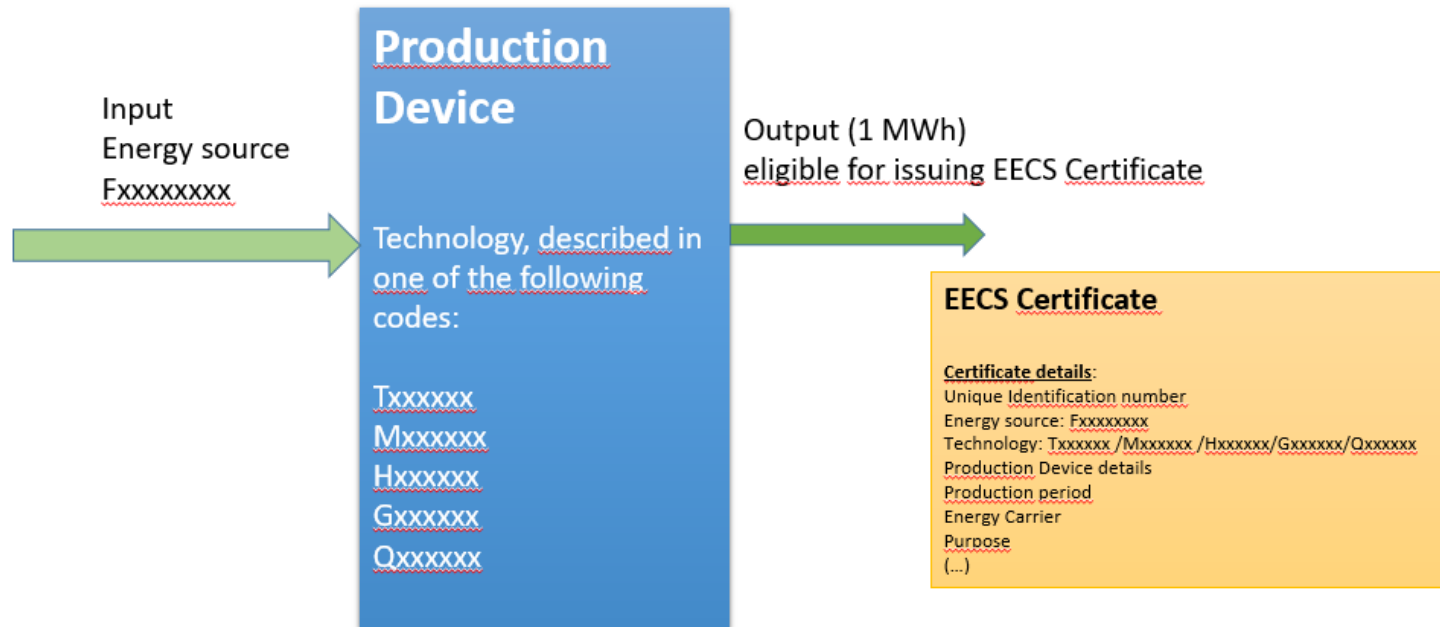 Input
Energy source
Fxxxxxxxx
Production
Device
Technology, described in
one of the following
codes:
Txxxxxx
Mxxxxxx
Hxxxxxx
Gxxxxxx
Qxxxxxx
Output (1 MWh)
eligible for issuing EECS Certificate
EECS Certificate
Certificate details:
Unique Identification number
Energy source: Fxxxxxxxx
Technology: Txxxxxx /Mxxxxxx /Hxxxxxx/Gxxxxxx/Qxxxxxx
Production Device details
Production period
Energy Carrier
Purpose
(...)